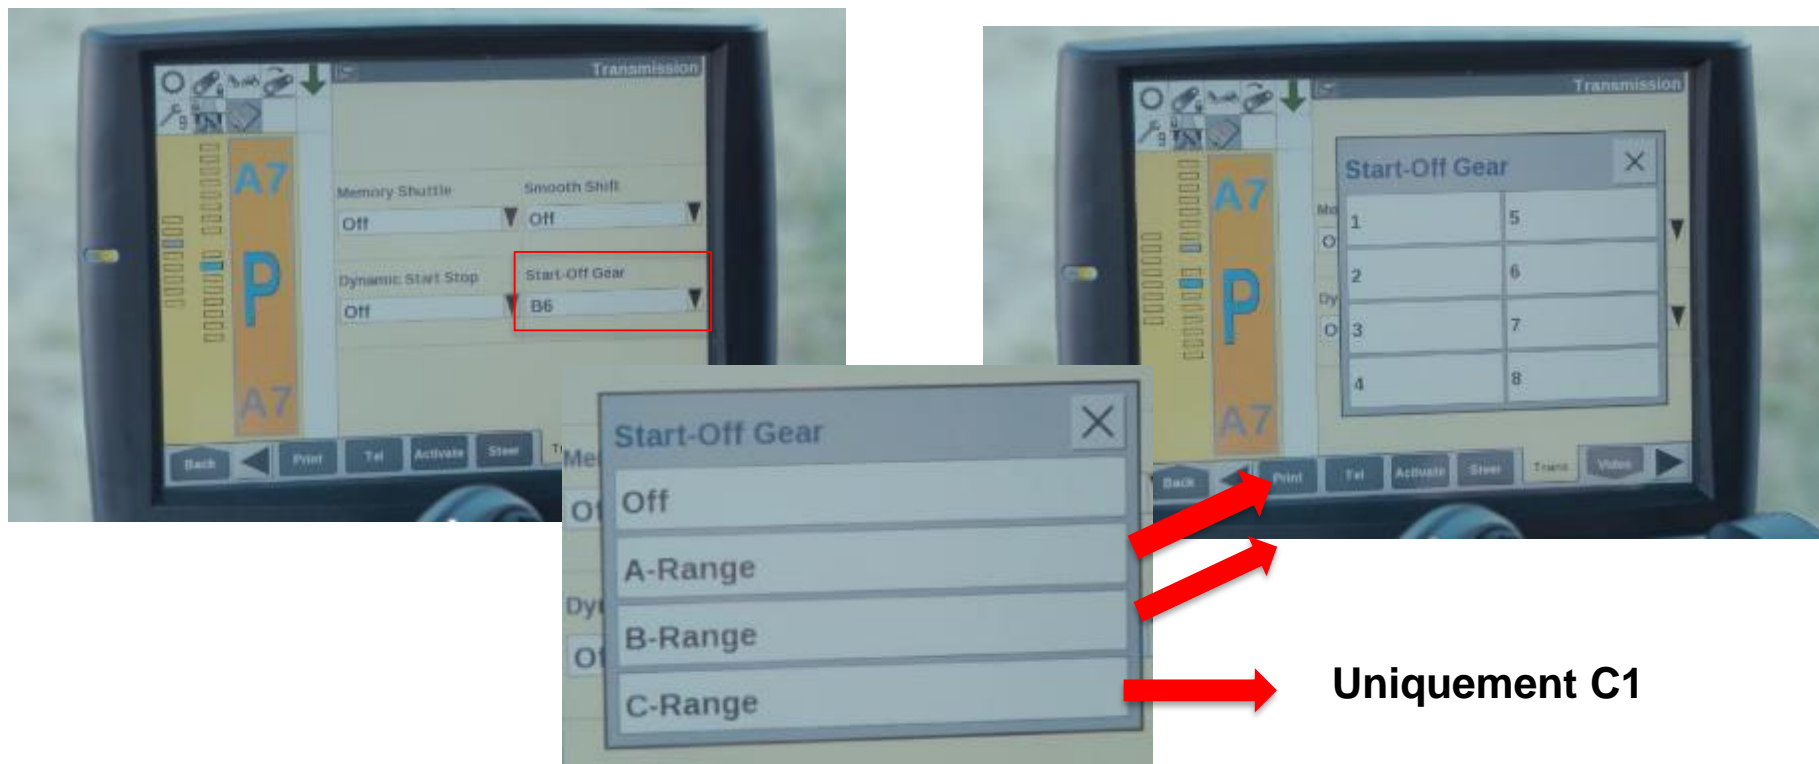 Transmission
A7
Memory Shuttle
Smooth Shift
Off
Off
P
Dynamic Start Stop
Start-Off Gear
Off
B6
A7
Back
Print
Tel
Activate
Steer
Transmission
A7
Start-Off Gear
1
5
2
6
P
3
7
4
8
A7
Back
Print
Tel
Activate
Steer
Trans
Video
Start-Off Gear
Off
A-Range
B-Range
C-Range
Uniquement C1